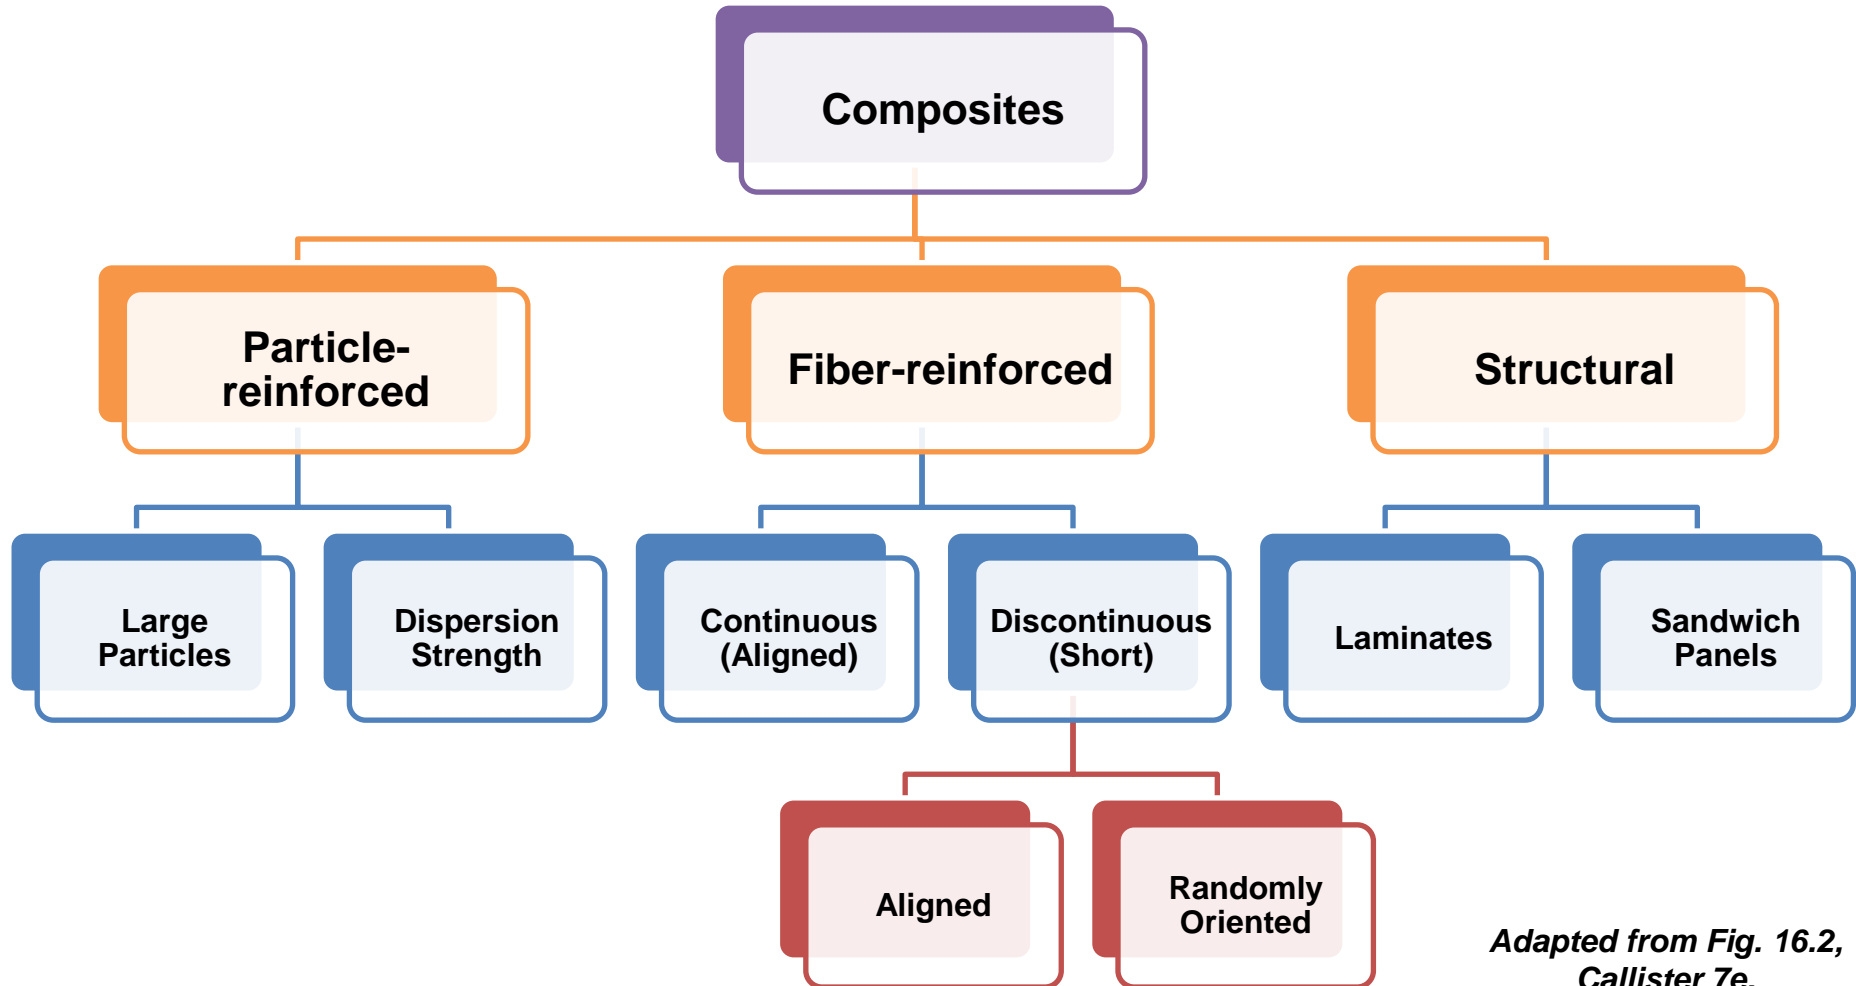 Composites
Particle-
reinforced
Fiber-reinforced
Structural
Large
Particles
Dispersion
Strength
Continuous
(Aligned)
Discontinuous
(Short)
Laminates
Sandwich
Panels
Aligned
Randomly
Oriented
Adapted from Fig. 16.2,
Callister 7e.